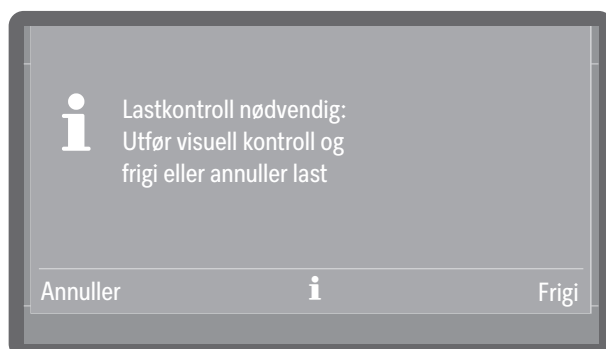 Lastkontroll nødvendig:
Utfør visuell kontroll og
frigi eller annuller last
Annuller i Frigi